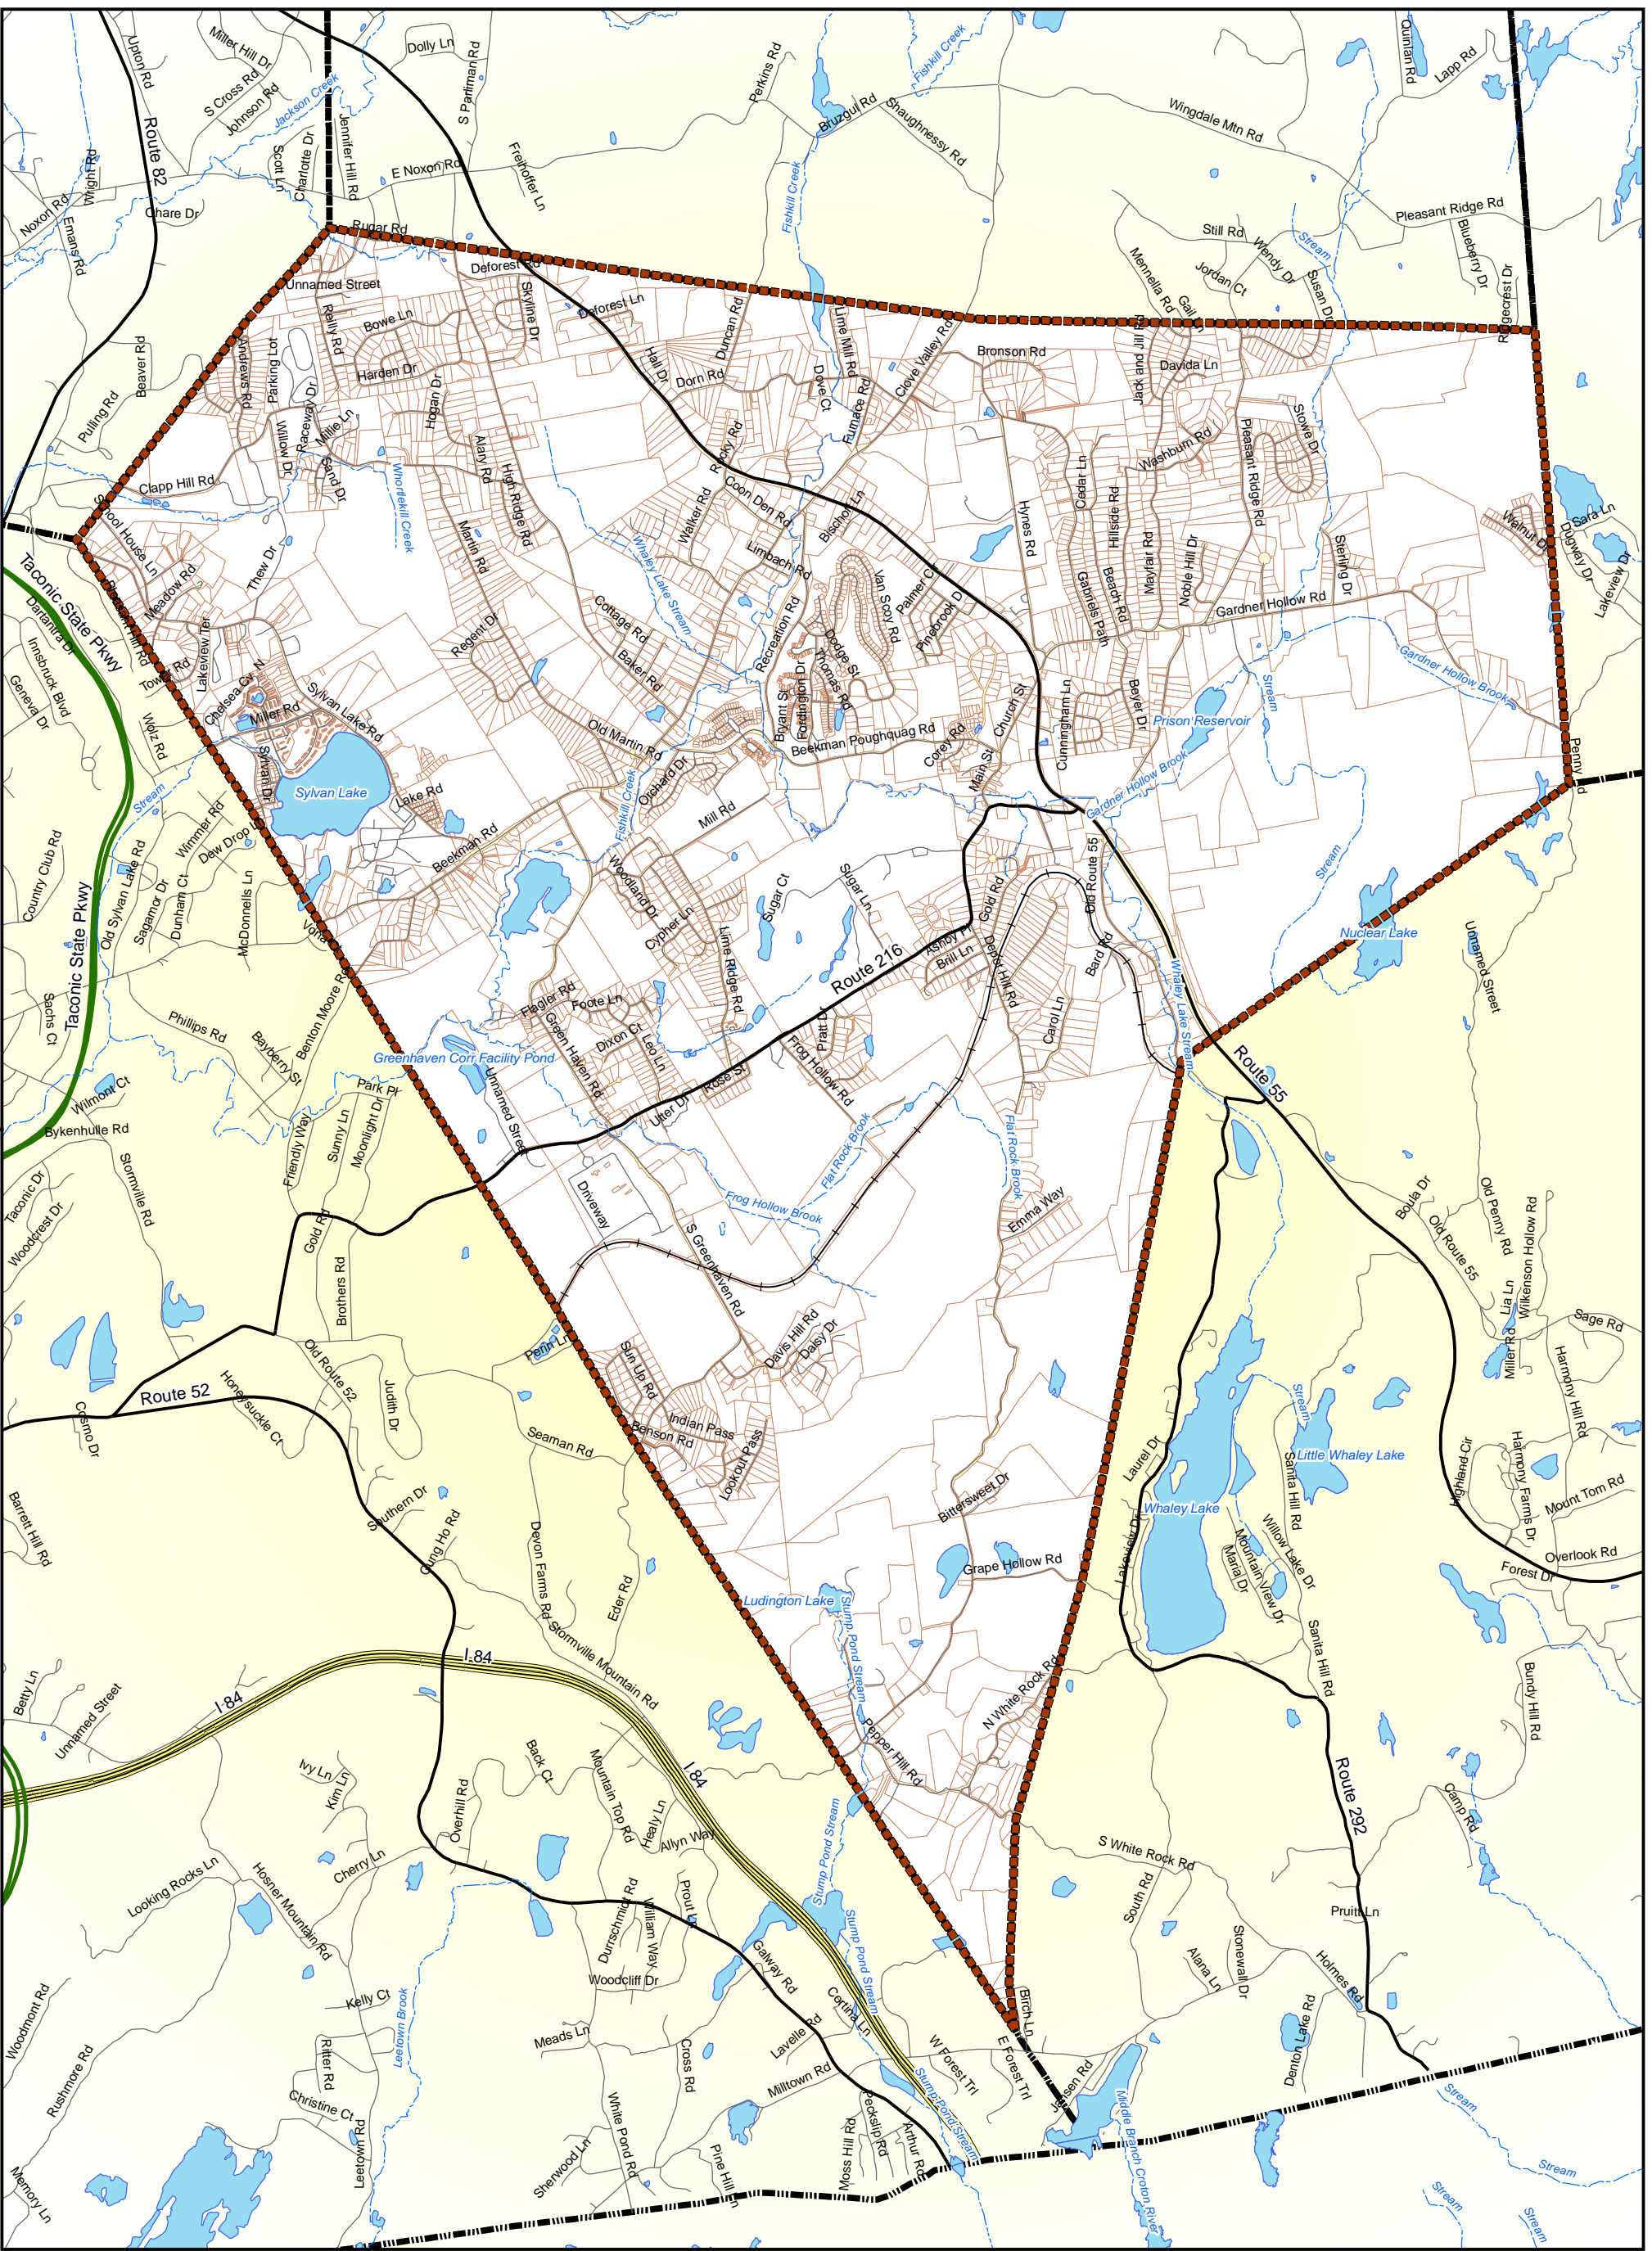 Upton Rd
Miller Hill Dr
Dolly Ln
S Parliman Rd
Perkins Rd
Fishkill Creek
Quinlan Rd
Lapp Rd
S Cross Rd
Johnson Rd
Jackson Creek
Route 82
Bruzgul Rd
Shaughnessy Rd
Wingdale Mtn Rd
Wright Rd
Scott Ln
Charlotte Dr
Jennifer Hill Rd
E Noxon Rd
Freihoffer Ln
Fishkill Creek
Noxon Rd
Emans Rd
Chare Dr
Rugar Rd
Pleasant Ridge Rd
Still Rd
Wendy Dr
Stream
Blueberry Dr
Mennella Rd
Jordan Ct
Susan Dr
Ridgecrest Dr
Deforest Rd
Unnamed Street
Skyline Dr
Deforest Ln
Duncan Rd
Lime Mill Rd
Clove Valley Rd
Jack and Jill Rd
Reilly Rd
Bowe Ln
Beaver Rd
Andrews Rd
Harden Dr
Hall Dr
Dorn Rd
Dove Ct
Furnace Rd
Bronson Rd
Davida Ln
Pulling Rd
Raceway Dr
Millie Ln
Willow Dr
Sand Dr
Hogan Dr
Alary Rd
High Ridge Rd
Rocky Rd
Washburn Rd
Pleasant Ridge Rd
Stowe Dr
Clapp Hill Rd
Whortlekill Creek
Coon Den Rd
Walker Rd
Bischoff Ln
Hynes Rd
Cedar Ln
Hillside Rd
Walnut Dr
Sara Ln
Dugway Dr
Lakeview Dr
School House Ln
Thew Dr
Martin Rd
Whaley Lake Stream
Limbach Rd
Palmer Ct
Mayfair Rd
Noble Hill Dr
Sterling Dr
Taconic State Pkwy
Meadow Rd
Van Scoy Rd
Gabriels Path
Beach Rd
Gardner Hollow Rd
Innsbruck Blvd
Geneva Dr
Lakeview Ter
Regent Dr
Cottage Rd
Baker Rd
Recreation Rd
Dodge St
Thomas Rd
Bryant St
Gardner Hollow Brook
Stream
Wolz Rd
Miller Rd
Sylvan Lake Rd
Old Martin Rd
Beekman Poughquag Rd
Corey Rd
Church St
Main St
Cunningham Ln
Beyer Dr
Prison Reservoir
Gardner Hollow Brook
Stream
Sylvan Dr
Sylvan Lake
Lake Rd
Fishkill Creek
Orchard Dr
Mill Rd
Wimmer Rd
Beekman Rd
Stream
Country Club Rd
Old Sylvan Lake Rd
Sagamor Dr
Dunham Ct
McDonnells Ln
Woodland Dr
Cypher Ln
Sugar Ct
Sugar Ln
Gold Rd
Old Route 55
Nuclear Lake
Unnamed Street
Taconic State Pkwy
Lime Ridge Rd
Route 216
Ashby Pl
Brill Ln
Depot Hill Rd
Bard Rd
Whaley Lake Stream
Sachs Ct
Phillips Rd
Bayberry St
Benton Moore Rd
Flagler Rd
Foote Ln
Dixon Ct
Leo Ln
Green Haven Rd
Pratt Dr
Frog Hollow Rd
Carol Ln
Greenhaven Corr Facility Pond
Unnamed Street
Rose St
Utter Dr
Route 55
Wilmont Ct
Park Pl
Bykenhulle Rd
Friendly Way
Sunny Ln
Moonlight Dr
Flat Rock Brook
Flat Rock Brook
Taconic Dr
Woodcrest Dr
Stormville Rd
Driveway
Frog Hollow Brook
Emma Way
Boula Dr
Old Penny Rd
Old Route 55
Wilkenson Hollow Rd
Gold Rd
Brothers Rd
S Greenhaven Rd
Lia Ln
Sage Rd
Miller Rd
Old Route 52
Perin Ln
Davis Hill Rd
Daisy Dr
Route 52
Honeysuckle Ct
Judith Dr
Sun Up Rd
Indian Pass
Benson Rd
Lookout Pass
Stream
Harmony Hill Rd
Cosmo Dr
Seaman Rd
Laurel Dr
Little Whaley Lake
Sanita Hill Rd
Highland Cir
Harmony Farms Dr
Mount Tom Rd
Barrett Hill Rd
Southern Dr
Gung Ho Rd
Devon Farms Rd
Bittersweet Dr
Whaley Lake
Lakeview Dr
Willow Lake Dr
Mountain View Dr
Maria Dr
Grape Hollow Rd
Overlook Rd
Forest Dr
Eder Rd
Ludington Lake
Stump Pond Stream
Stormville Mountain Rd
Sanita Hill Rd
I-84
I-84
Betty Ln
Unnamed Street
N White Rock Rd
Bundy Hill Rd
Pepper Hill Rd
Ivy Ln
Kim Ln
Back Ct
Mountain Top Rd
I-84
Route 292
Camp Rd
Overhill Rd
Healy Ln
Allyn Way
Stump Pond Stream
S White Rock Rd
Looking Rocks Ln
Hosner Mountain Rd
Cherry Ln
Durrschmidt Rd
William Way
Prout Ln
South Rd
Pruitt Ln
Woodcliff Dr
Galway Rd
Stump Pond Stream
Alana Ln
Stonewall Dr
Holmes Rd
Woodmont Rd
Kelly Ct
Leetown Brook
Cortina Ln
Birch Ln
Meads Ln
Lavelle Rd
W Forest Trl
E Forest Trl
Denton Lake Rd
Rushmore Rd
Ritter Rd
Cross Rd
Milltown Rd
Stump Pond Stream
Jansen Rd
Stream
Christine Ct
Leetown Rd
White Pond Rd
Peckslip Rd
Moss Hill Rd
Arthur Rd
Middle Branch Croton River
Memory Ln
Sherwood Ln
Pine Hill Ln
Stream
Stream
Stream